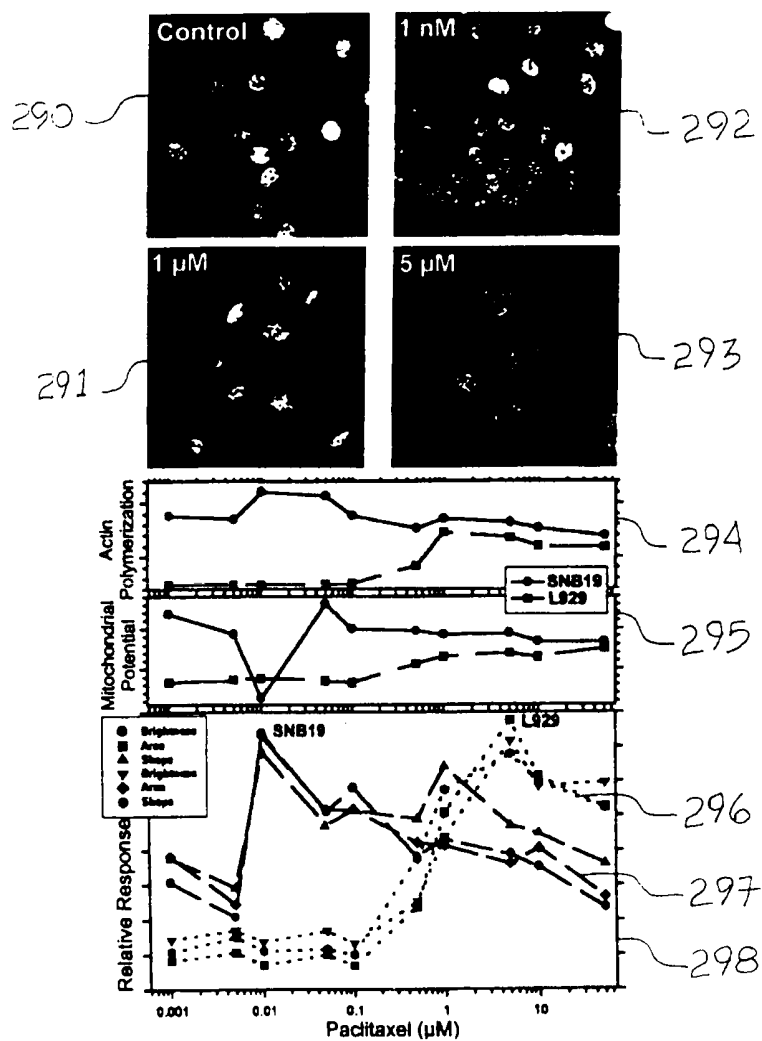 Control
1 nM
290
292
1 µM
5 µM
291
293
Actin
Polymerization
294
SNB19
L929
Mitochondrial
Potential
295
Brightness
Area
Shape
Brightness
Area
Shape
SNB19
L929
296
297
298
Relative Response
0.001
0.01
0.1
1
10
Paclitaxel (µM)